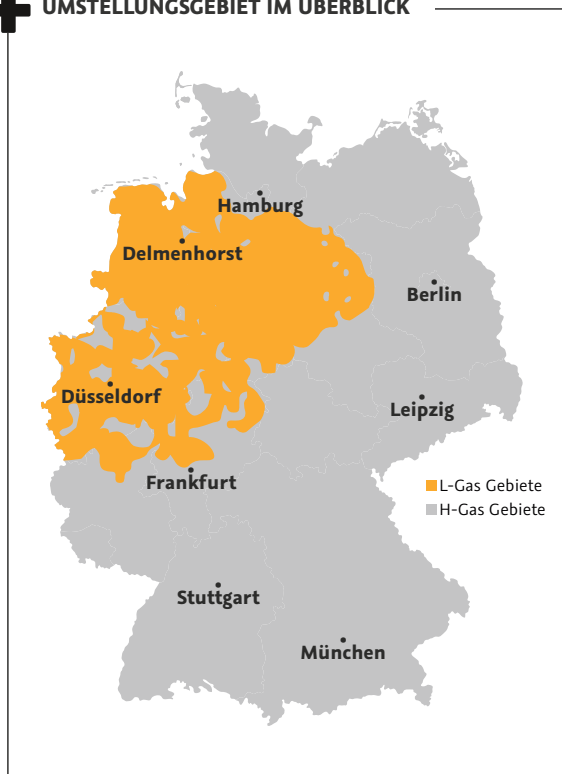 UMSTELLUNGSGEBIET IM ÜBERBLICK
Hamburg
Delmenhorst
Berlin
Düsseldorf
Leipzig
Frankfurt
L-Gas Gebiete
H-Gas Gebiete
Stuttgart
München